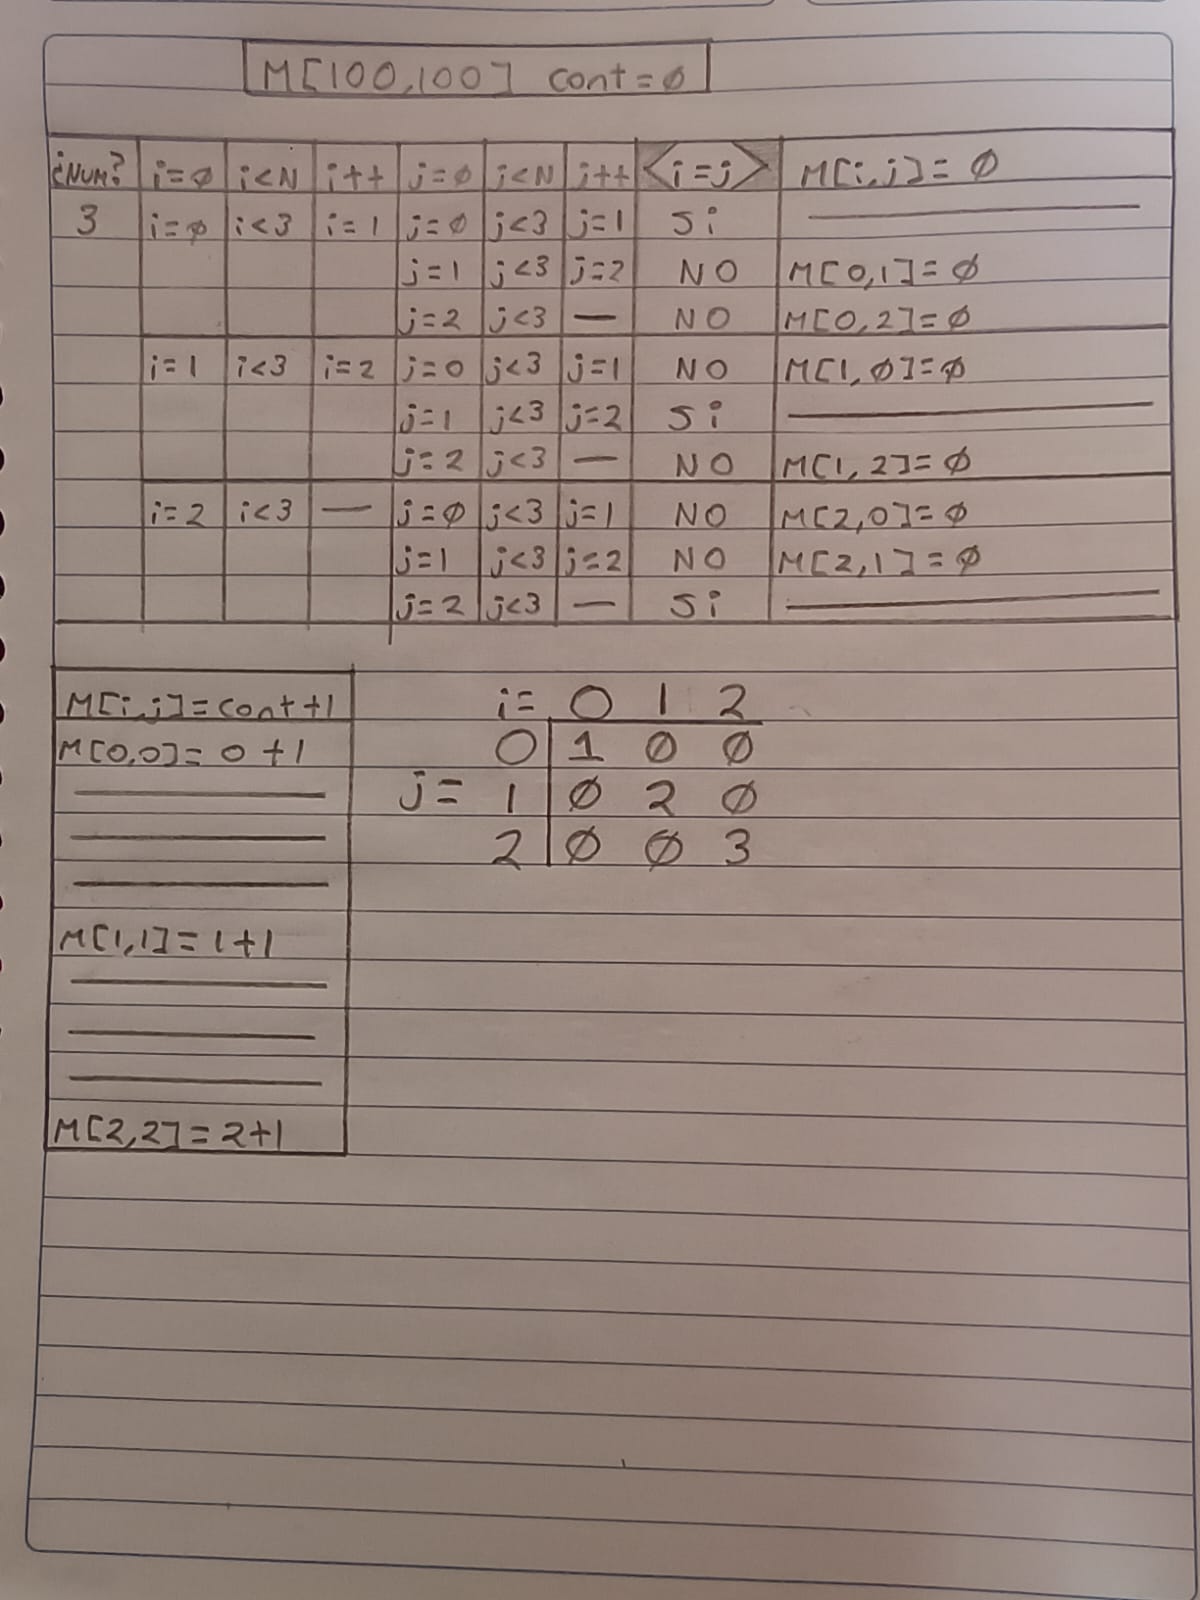 M[100,100] cont=∅
¿NUM? i=∅ i<N i++ j=∅ j<N j++ <i=j> M[i,j]=∅
3 i=∅ i<3 i=1 j=∅ j<3 j=1 Si —
j=1 j<3 j=2 NO M[0,1]=∅
j=2 j<3 — NO M[0,2]=∅
i=1 i<3 i=2 j=0 j<3 j=1 NO M[1,∅]=∅
j=1 j<3 j=2 Si —
j=2 j<3 — NO M[1,2]=∅
i=2 i<3 — j=∅ j<3 j=1 NO M[2,0]=∅
j=1 j<3 j=2 NO M[2,1]=∅
j=2 j<3 — Si —
M[i,j]=cont+1
M[0,0]=0+1
—
—
—
M[1,1]=1+1
—
—
—
M[2,2]=2+1
i= 0 1 2
0 1 ∅ ∅
j= 1 ∅ 2 ∅
2 ∅ ∅ 3